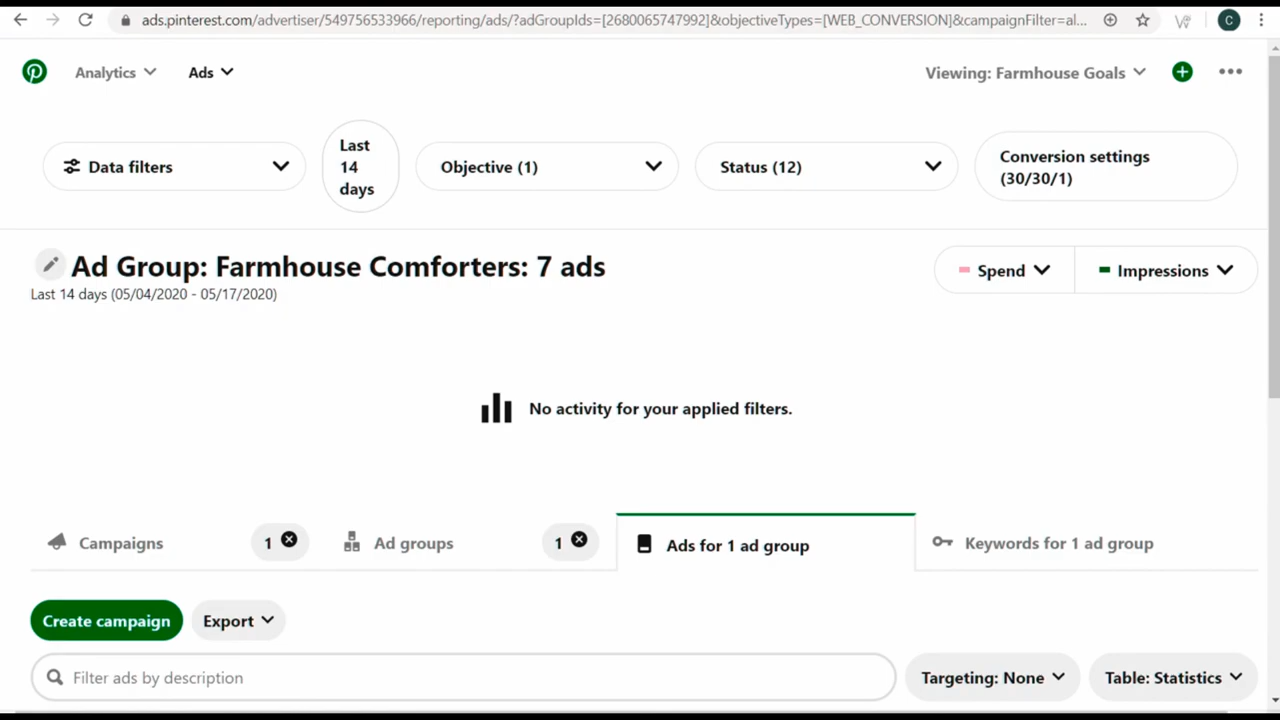 ads.pinterest.com/advertiser/549756533966/reporting/ads/?adGroupIds=[2680065747992]&objectiveTypes=[WEB_CONVERSION]&campaignFilter=al...
C
Analytics
Ads
Viewing: Farmhouse Goals
Data filters
Last
14
days
Objective (1)
Status (12)
Conversion settings
(30/30/1)
Ad Group: Farmhouse Comforters: 7 ads
Last 14 days (05/04/2020 - 05/17/2020)
Spend
Impressions
No activity for your applied filters.
Campaigns
1
Ad groups
1
Ads for 1 ad group
Keywords for 1 ad group
Create campaign
Export
Filter ads by description
Targeting: None
Table: Statistics